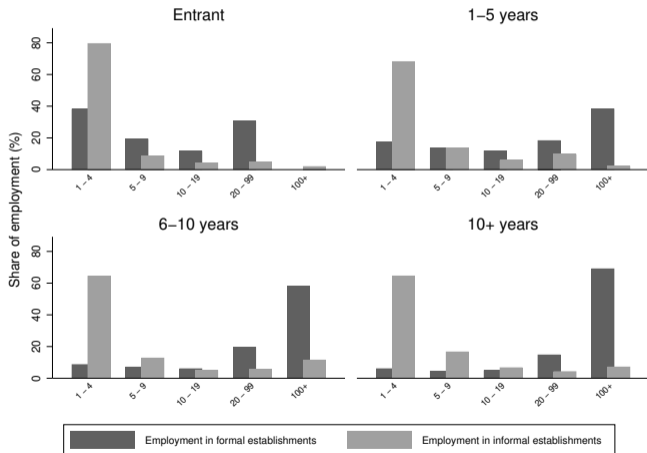 Entrant
1−5 years
Share of employment (%)
0 20 40 60 80
1 − 4 5 − 9 10 − 19 20 − 99 100+
1 − 4 5 − 9 10 − 19 20 − 99 100+
6−10 years
10+ years
0 20 40 60 80
1 − 4 5 − 9 10 − 19 20 − 99 100+
1 − 4 5 − 9 10 − 19 20 − 99 100+
Employment in formal establishments
Employment in informal establishments